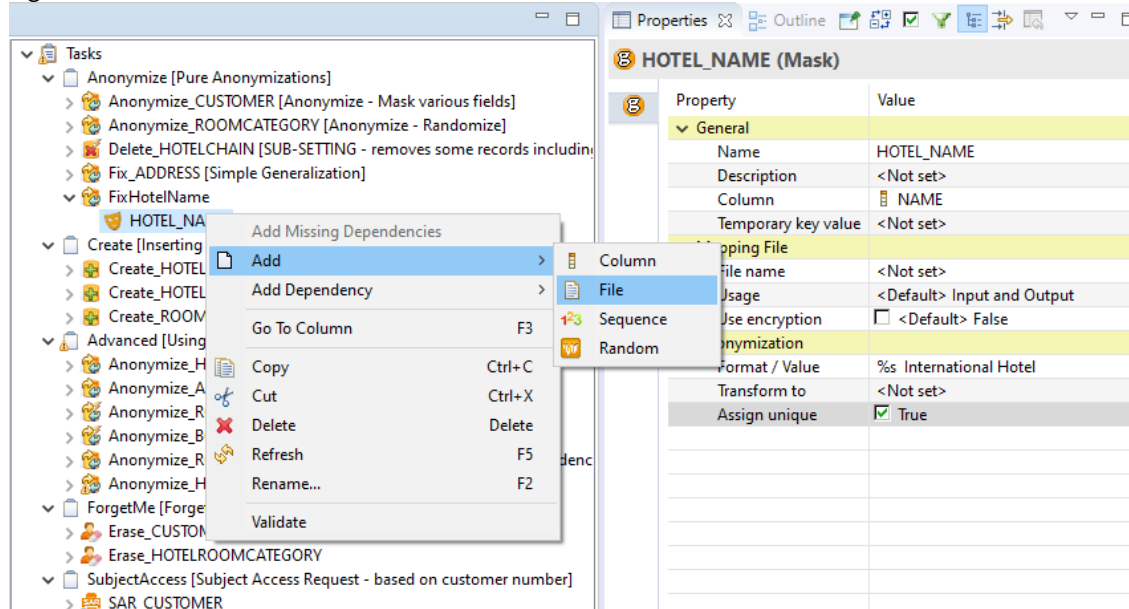 Tasks
Anonymize [Pure Anonymizations]
Anonymize_CUSTOMER [Anonymize - Mask various fields]
Anonymize_ROOMCATEGORY [Anonymize - Randomize]
Delete_HOTELCHAIN [SUB-SETTING - removes some records including
Fix_ADDRESS [Simple Generalization]
FixHotelName
HOTEL_NA
Create [Inserting
Create_HOTEL
Create_HOTEL
Create_ROOM
Advanced [Using
Anonymize_H
Anonymize_A
Anonymize_R
Anonymize_B
Anonymize_R
denc
Anonymize_H
ForgetMe [Forget
Erase_CUSTOM
Erase_HOTELROOMCATEGORY
SubjectAccess [Subject Access Request - based on customer number]
SAR_CUSTOMER
Add Missing Dependencies
Add >
Add Dependency >
Go To Column F3
Copy Ctrl+C
Cut Ctrl+X
Delete Delete
Refresh F5
Rename... F2
Validate
Column
File
Sequence
Random
Properties Outline
HOTEL_NAME (Mask)
Property Value
General
Name HOTEL_NAME
Description <Not set>
Column NAME
Temporary key value <Not set>
pping File
File name <Not set>
Usage <Default> Input and Output
Use encryption <Default> False
onymization
Format / Value %s International Hotel
Transform to <Not set>
Assign unique True